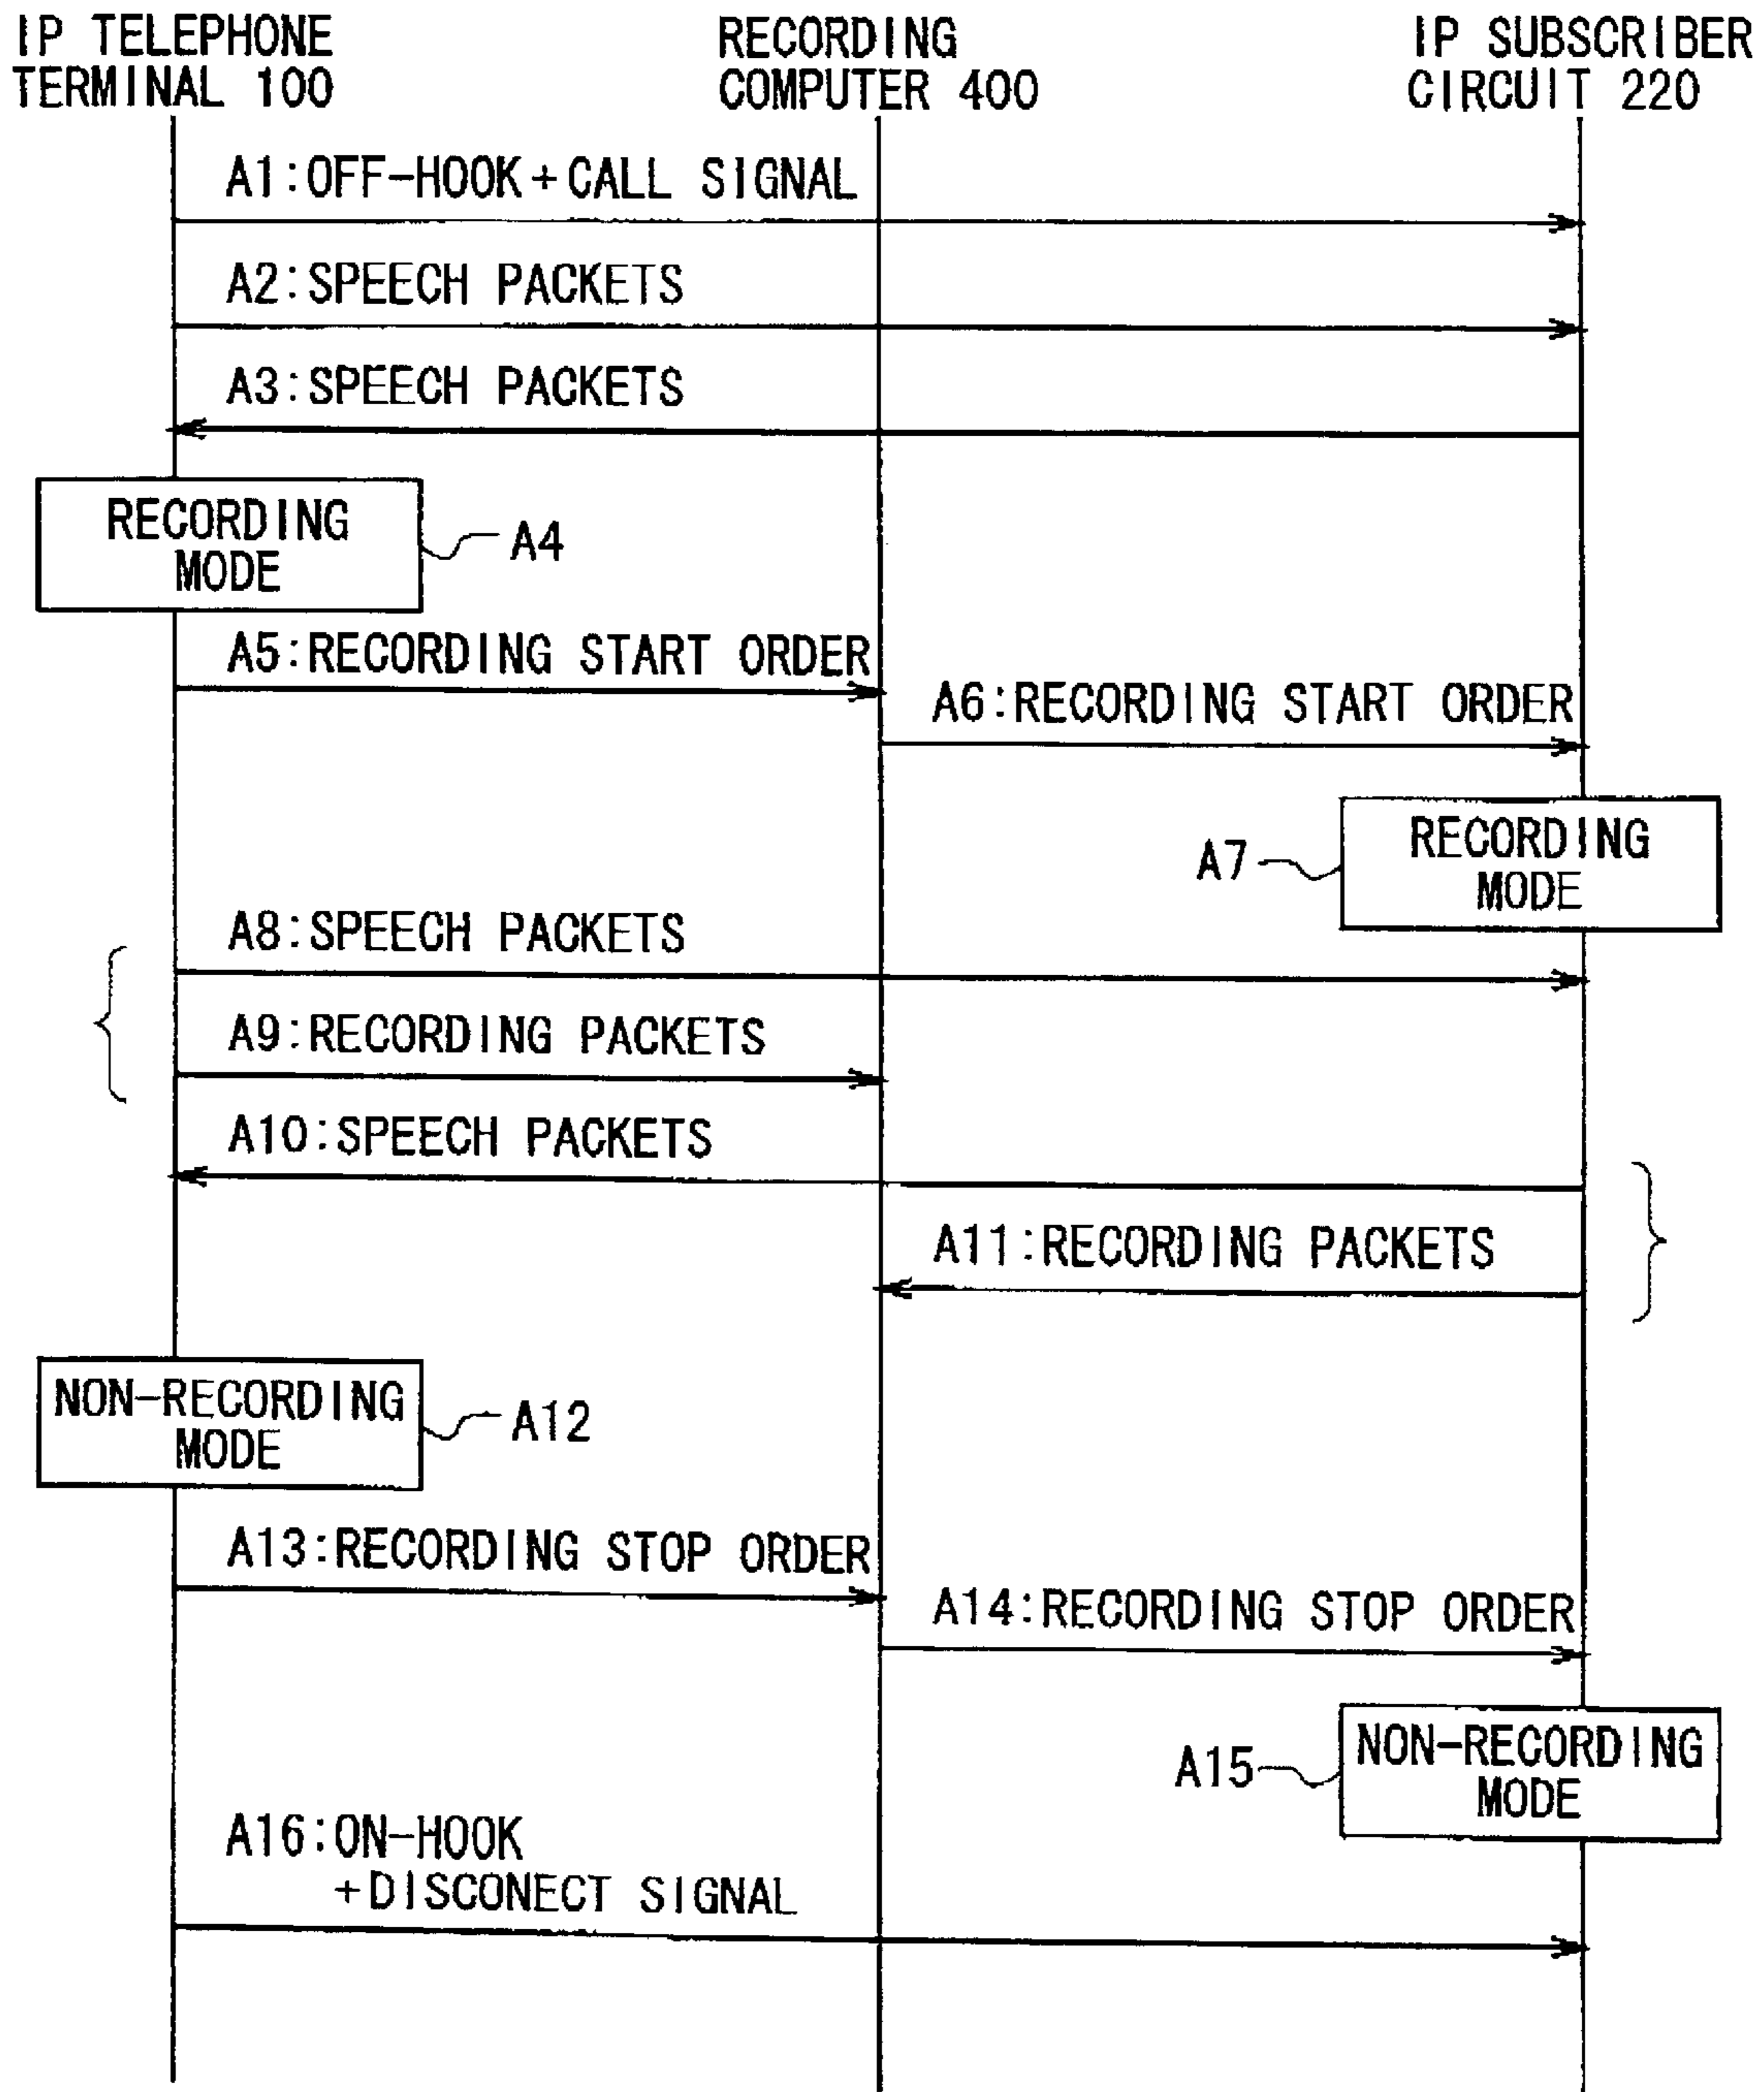 IP TELEPHONE
TERMINAL 100
RECORDING
COMPUTER 400
IP SUBSCRIBER
CIRCUIT 220
A1:OFF-HOOK+CALL SIGNAL
A2:SPEECH PACKETS
A3:SPEECH PACKETS
RECORDING
MODE
A4
A5:RECORDING START ORDER
A6:RECORDING START ORDER
A7
RECORDING
MODE
A8:SPEECH PACKETS
A9:RECORDING PACKETS
A10:SPEECH PACKETS
A11:RECORDING PACKETS
NON-RECORDING
MODE
A12
A13:RECORDING STOP ORDER
A14:RECORDING STOP ORDER
A15
NON-RECORDING
MODE
A16:ON-HOOK
+DISCONECT SIGNAL